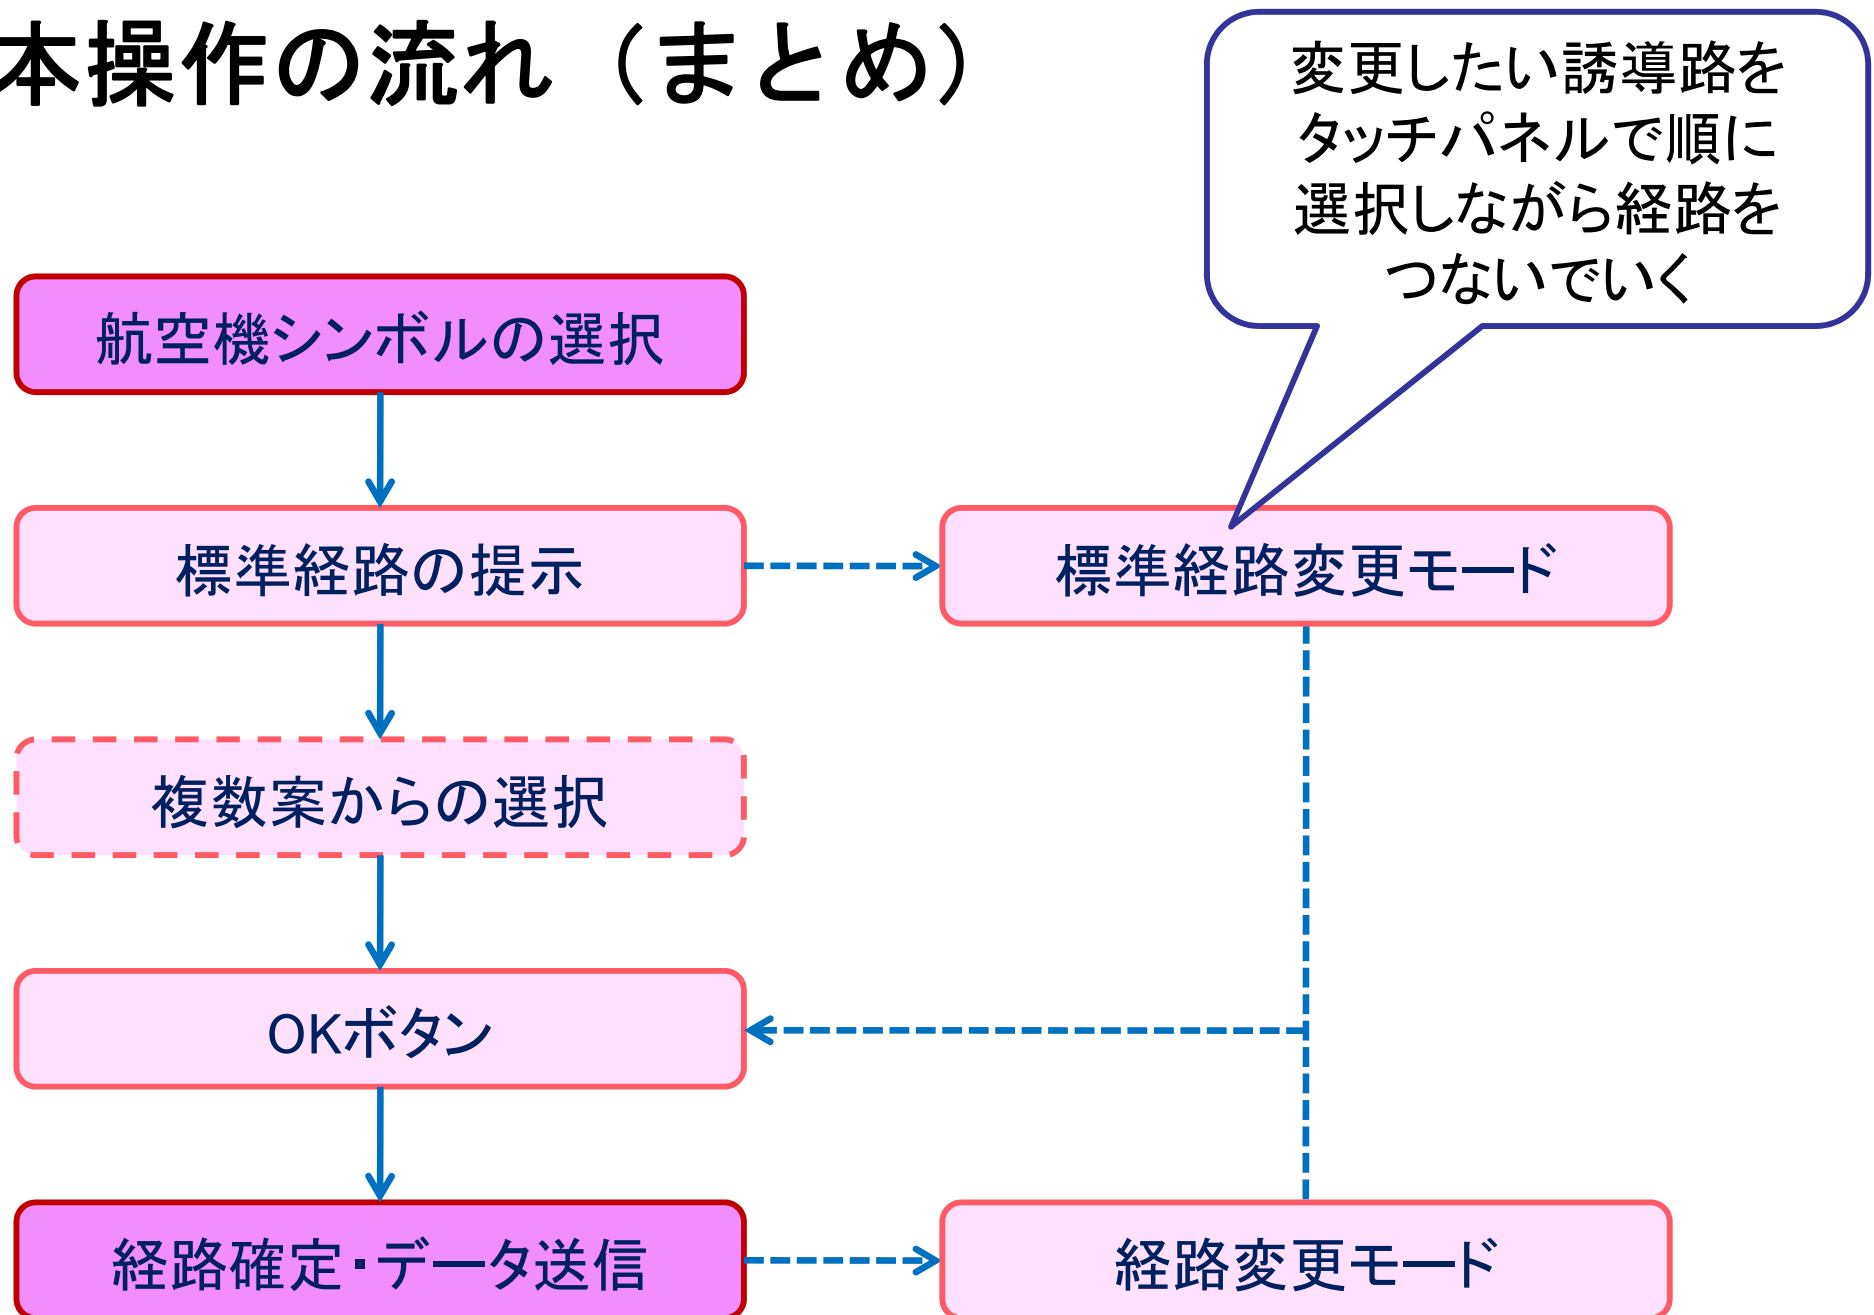 本操作の流れ（まとめ）
変更したい誘導路を
タッチパネルで順に
選択しながら経路を
つないでいく
航空機シンボルの選択
標準経路の提示
標準経路変更モード
複数案からの選択
OKボタン
経路確定・データ送信
経路変更モード